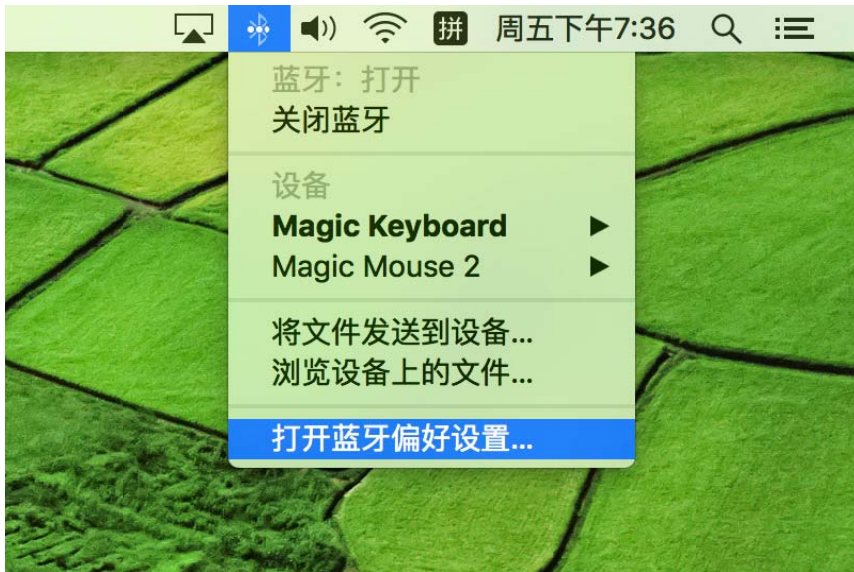 拼 周五下午7:36
蓝牙：打开
关闭蓝牙
设备
Magic Keyboard
Magic Mouse 2
将文件发送到设备...
浏览设备上的文件...
打开蓝牙偏好设置...